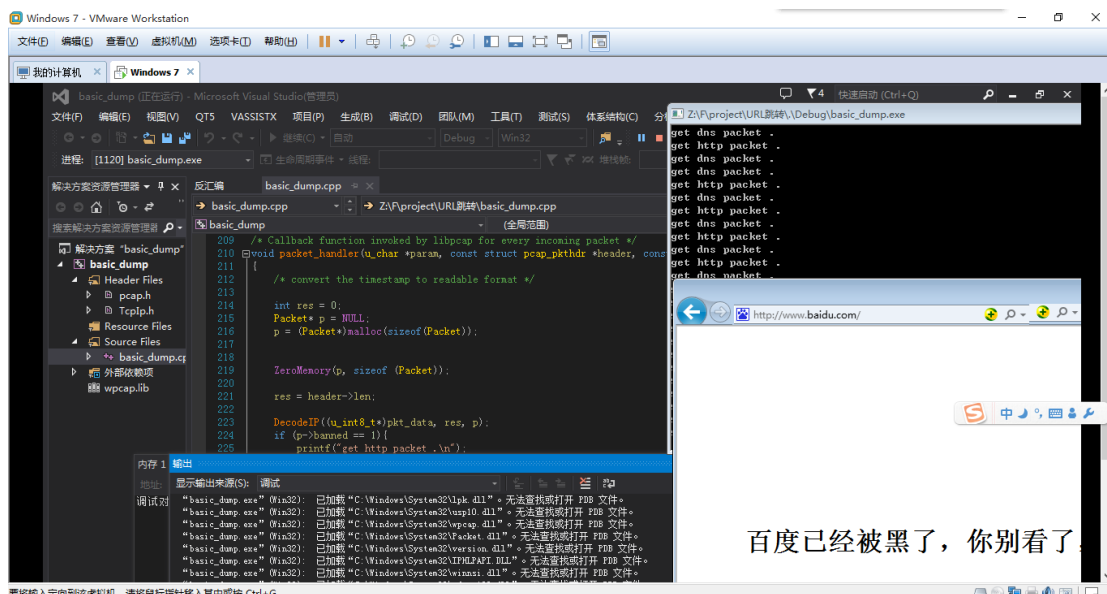 Windows 7 - VMware Workstation
文件(F) 编辑(E) 查看(V) 虚拟机(M) 选项卡(T) 帮助(H)
我的计算机 Windows 7
basic_dump (正在运行) - Microsoft Visual Studio(管理员)
4 快速启动 (Ctrl+Q)
文件(F) 编辑(E) 视图(V) QT5 VASSISTX 项目(P) 生成(B) 调试(D) 团队(M) 工具(T) 测试(S) 体系结构(C)
继续(C) 自动 Debug Win32
进程: [1120] basic_dump.exe 生命周期事件 线程: 堆栈帧:
解决方案资源管理器
搜索解决方案资源管理器
解决方案 "basic_dump"
basic_dump
Header Files
pcap.h
TcpIp.h
Resource Files
Source Files
外部依赖项
wpcap.lib
反汇编 basic_dump.cpp
basic_dump.cpp Z:\F\project\URL跳转\basic_dump.cpp
basic_dump (全局范围)
209 /* Callback function invoked by libpcap for every incoming packet */
210 void packet_handler(u_char *param, const struct pcap_pkthdr *header,
211 {
212 /* convert the timestamp to readable format */
213
214 int res = 0;
215 Packet* p = NULL;
216 p = (Packet*)malloc(sizeof(Packet));
217
218
219 ZeroMemory(p, sizeof (Packet));
220
221 res = header->len;
222
223 DecodeIP((u_int8_t*)pkt_data, res, p);
224 if (p->banned == 1){
225 printf("get http packet .\n");
内存 1
地址:
输出
显示输出来源(S): 调试
“basic_dump.exe”(Win32): 已加载“C:\Windows\System32\lpk.dll”。无法查找或打开 PDB 文件。
“basic_dump.exe”(Win32): 已加载“C:\Windows\System32\usp10.dll”。无法查找或打开 PDB 文件。
“basic_dump.exe”(Win32): 已加载“C:\Windows\System32\wpcap.dll”。无法查找或打开 PDB 文件。
“basic_dump.exe”(Win32): 已加载“C:\Windows\System32\Packet.dll”。无法查找或打开 PDB 文件。
“basic_dump.exe”(Win32): 已加载“C:\Windows\System32\version.dll”。无法查找或打开 PDB 文件。
“basic_dump.exe”(Win32): 已加载“C:\Windows\System32\IPHLPAPI.DLL”。无法查找或打开 PDB 文件。
“basic_dump.exe”(Win32): 已加载“C:\Windows\System32\winnsi.dll”。无法查找或打开 PDB 文件。
Z:\F\project\URL跳转\.\Debug\basic_dump.exe
get dns packet .
get http packet .
get dns packet .
get dns packet .
get http packet .
get dns packet .
get http packet .
get dns packet .
get http packet .
get dns packet .
get http packet .
get dns packet .
http://www.baidu.com/
中
百度已经被黑了，你别看了，